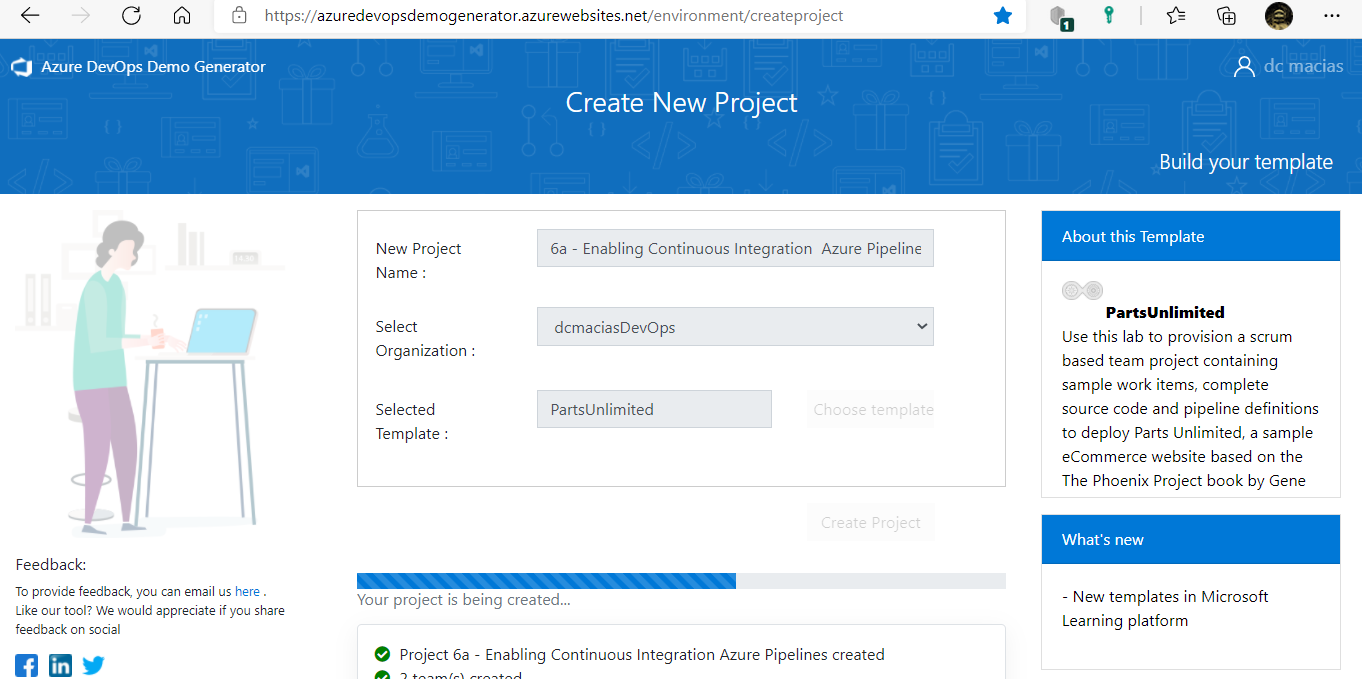 https://azuredevopsdemogenerator.azurewebsites.net/environment/createproject
1
Azure DevOps Demo Generator
dc macias
Create New Project
Build your template
New Project
Name :
6a - Enabling Continuous Integration  Azure Pipeline
Select
Organization :
dcmaciasDevOps
Selected
Template :
PartsUnlimited
Choose template
Create Project
Your project is being created...
Project 6a - Enabling Continuous Integration Azure Pipelines created
2 team(s) created
About this Template
PartsUnlimited
Use this lab to provision a scrum
based team project containing
sample work items, complete
source code and pipeline definitions
to deploy Parts Unlimited, a sample
eCommerce website based on the
The Phoenix Project book by Gene
What's new
- New templates in Microsoft
Learning platform
Feedback:
To provide feedback, you can email us here .
Like our tool? We would appreciate if you share
feedback on social